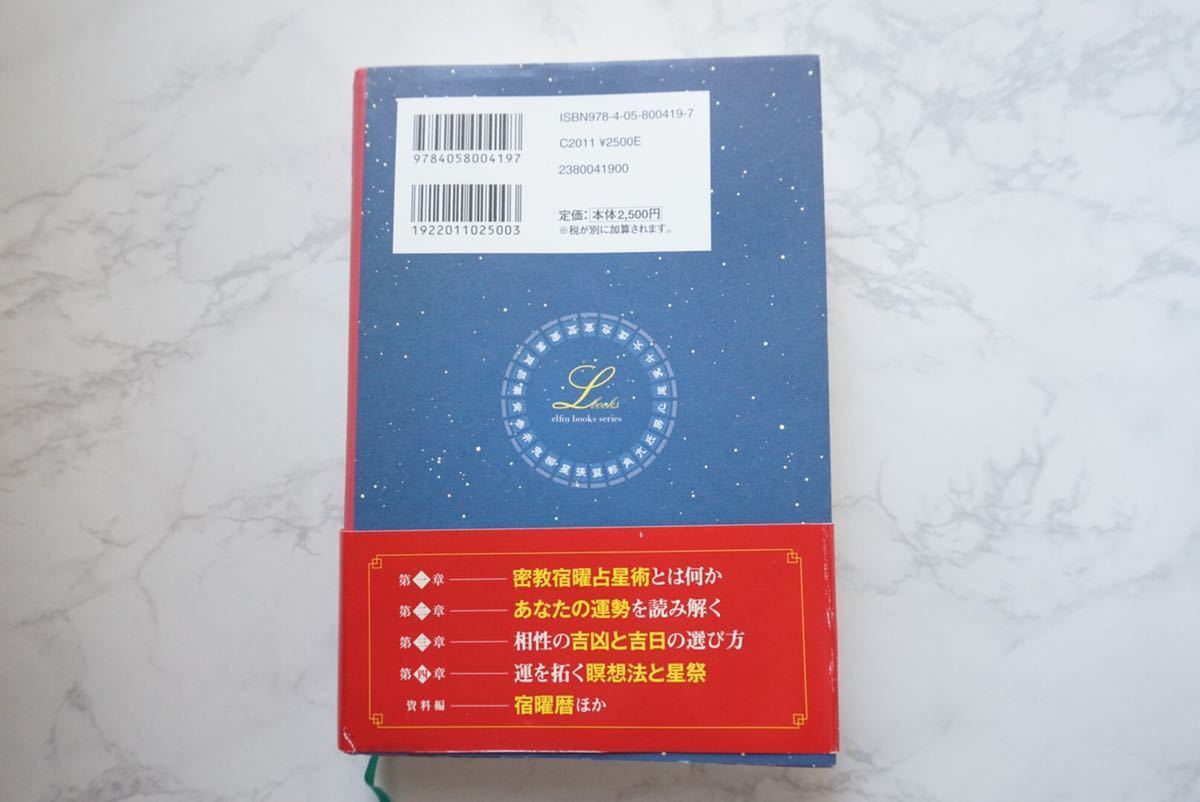 ISBN978-4-05-800419-7
9784058004197
C2011 ¥2500E
2380041900
1922011025003
定価：本体2,500円
※税が別に加算されます。
L books
elfin books series
第一章 密教宿曜占星術とは何か
第二章 あなたの運勢を読み解く
第三章 相性の吉凶と吉日の選び方
第四章 運を拓く瞑想法と星祭
資料編 宿曜暦ほか